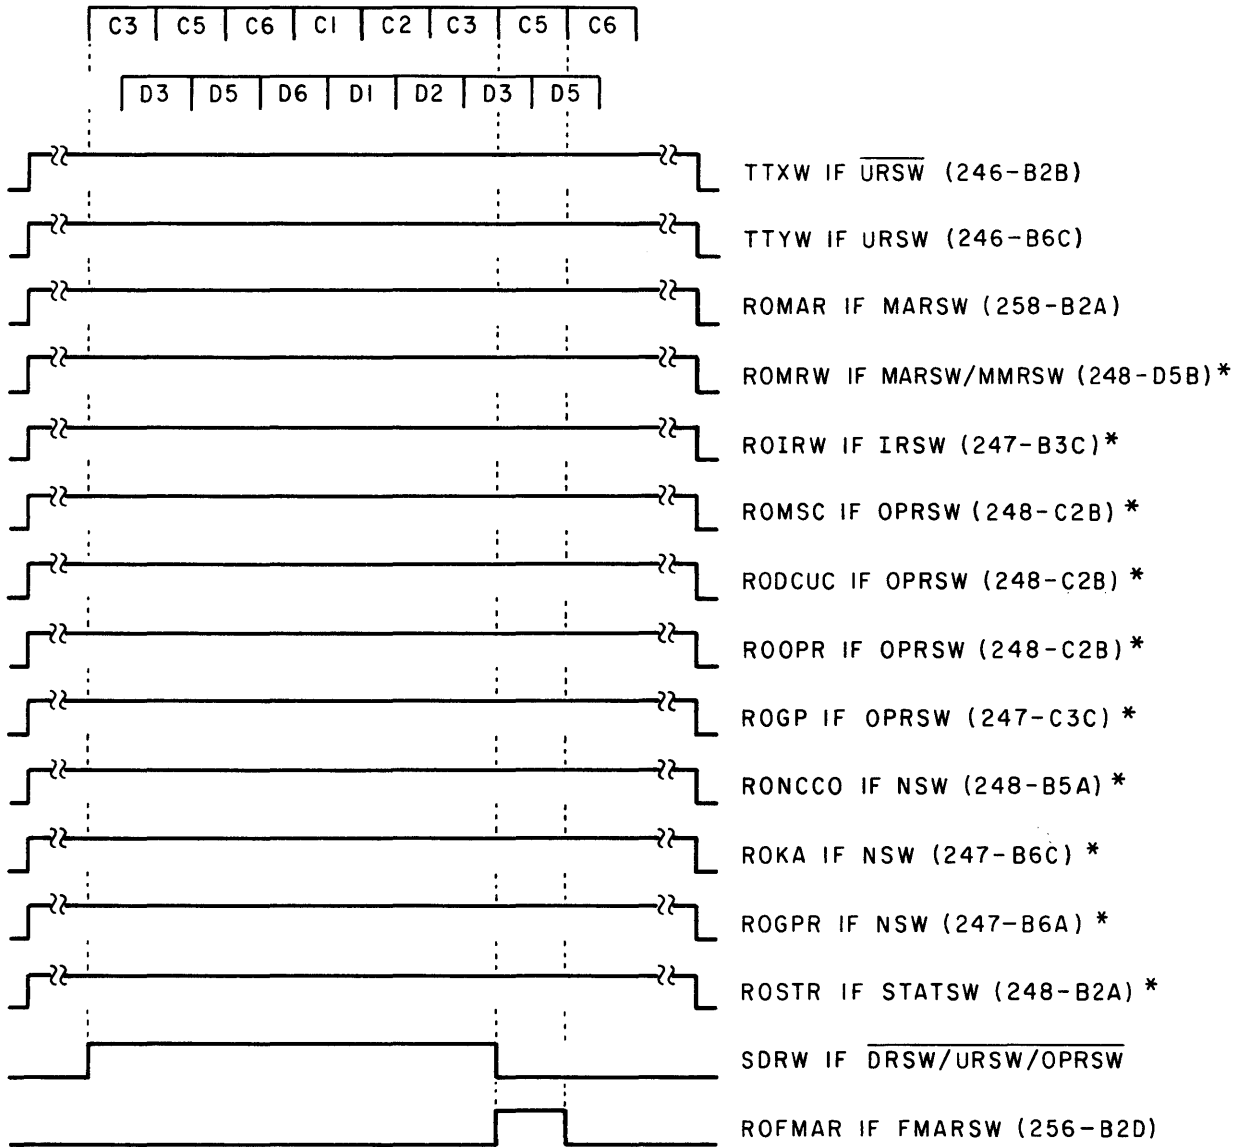 C3 C5 C6 C1 C2 C3 C5 C6
D3 D5 D6 D1 D2 D3 D5
TTXW IF URSW (246-B2B)
TTYW IF URSW (246-B6C)
ROMAR IF MARSW (258-B2A)
ROMRW IF MARSW/MMRSW (248-D5B)*
ROIRW IF IRSW (247-B3C)*
ROMSC IF OPRSW (248-C2B)*
RODCUC IF OPRSW (248-C2B)*
ROOPR IF OPRSW (248-C2B)*
ROGP IF OPRSW (247-C3C)*
RONCCO IF NSW (248-B5A)*
ROKA IF NSW (247-B6C)*
ROGPR IF NSW (247-B6A)*
ROSTR IF STATSW (248-B2A)*
SDRW IF DRSW/URSW/OPRSW
ROFMAR IF FMARSW (256-B2D)